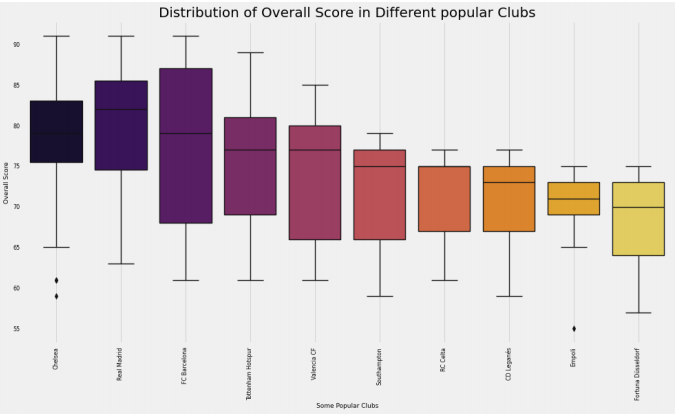 Distribution of Overall Score in Different popular Clubs
Overall Score
90
85
80
75
70
65
60
55
Chelsea
Real Madrid
FC Barcelona
Tottenham Hotspur
Valencia CF
Southampton
RC Celta
CD Leganés
Empoli
Fortuna Düsseldorf
Some Popular Clubs